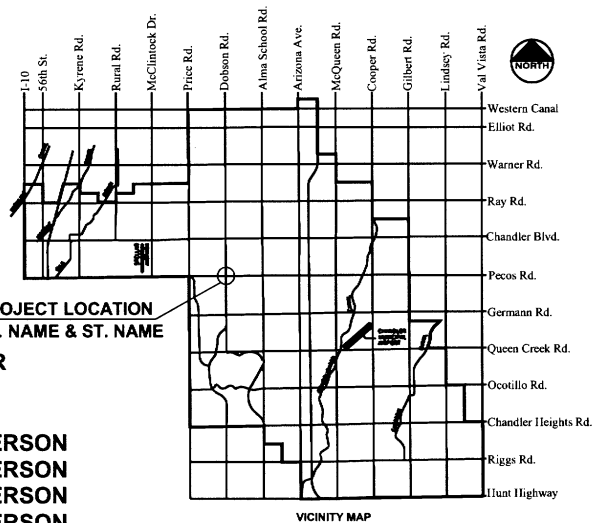 I-10
56th St.
Kyrene Rd.
Rural Rd.
McClintock Dr.
Price Rd.
Dobson Rd.
Alma School Rd.
Arizona Ave.
McQueen Rd.
Cooper Rd.
Gilbert Rd.
Lindsey Rd.
Val Vista Rd.
NORTH
Western Canal
Elliot Rd.
Warner Rd.
Ray Rd.
Chandler Blvd.
Pecos Rd.
Germann Rd.
Queen Creek Rd.
Ocotillo Rd.
Chandler Heights Rd.
Riggs Rd.
Hunt Highway
OJECT LOCATION
. NAME & ST. NAME
R
ERSON
ERSON
ERSON
ERSON
VICINITY MAP